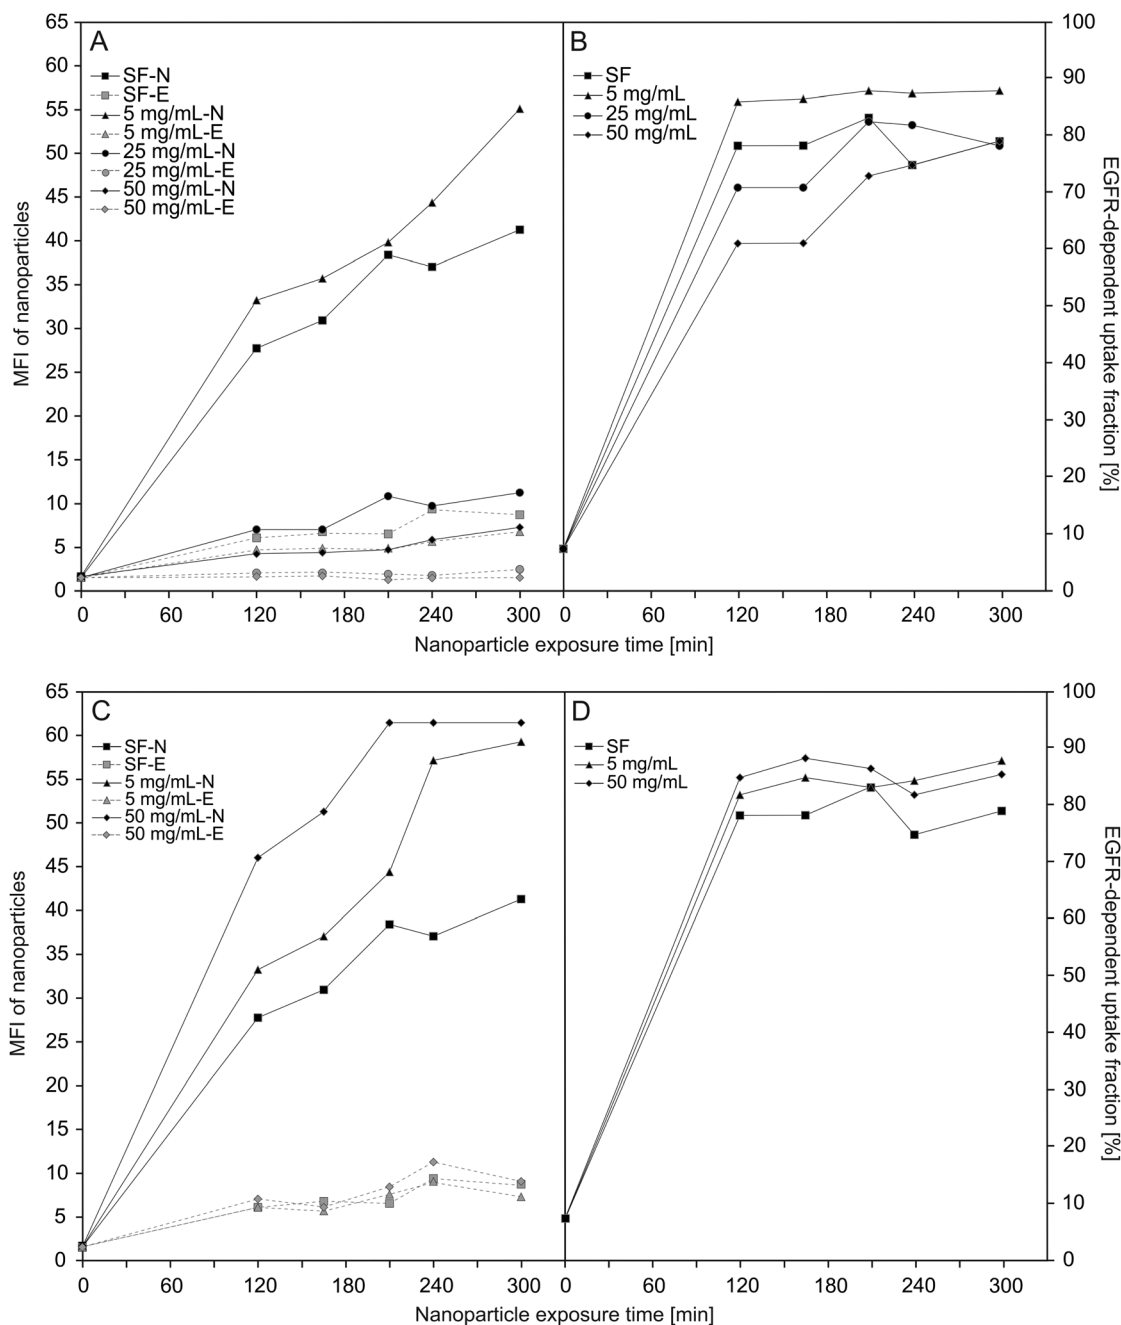 A
SF-N
SF-E
5 mg/mL-N
5 mg/mL-E
25 mg/mL-N
25 mg/mL-E
50 mg/mL-N
50 mg/mL-E
65
60
55
50
45
40
35
30
25
20
15
10
5
0
MFI of nanoparticles
0 60 120 180 240 300
B
SF
5 mg/mL
25 mg/mL
50 mg/mL
100
90
80
70
60
50
40
30
20
10
0
EGFR-dependent uptake fraction [%]
0 60 120 180 240 300
Nanoparticle exposure time [min]
C
SF-N
SF-E
5 mg/mL-N
5 mg/mL-E
50 mg/mL-N
50 mg/mL-E
65
60
55
50
45
40
35
30
25
20
15
10
5
0
MFI of nanoparticles
0 60 120 180 240 300
D
SF
5 mg/mL
50 mg/mL
100
90
80
70
60
50
40
30
20
10
0
EGFR-dependent uptake fraction [%]
0 60 120 180 240 300
Nanoparticle exposure time [min]